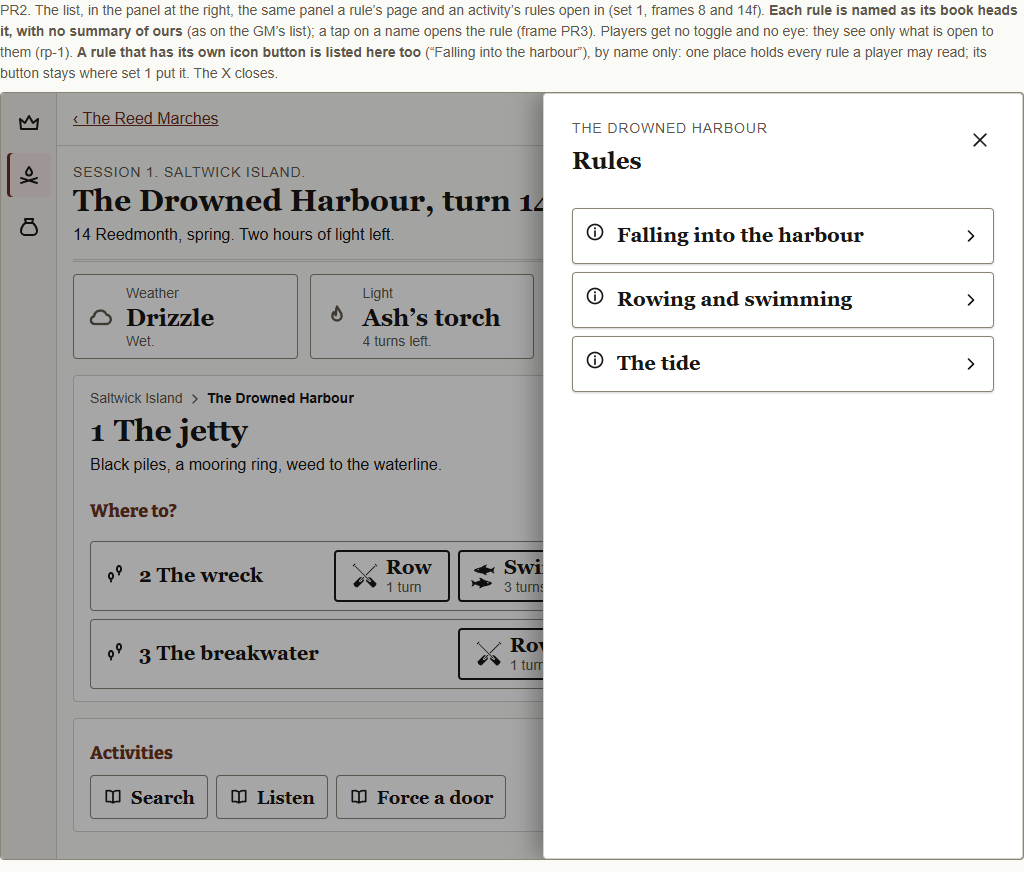 PR2. The list, in the panel at the right, the same panel a rule's page and an activity's rules open in (set 1, frames 8 and 14f). Each rule is named as its book heads
it, with no summary of ours (as on the GM's list); a tap on a name opens the rule (frame PR3). Players get no toggle and no eye: they see only what is open to
them (rp-1). A rule that has its own icon button is listed here too (“Falling into the harbour”), by name only: one place holds every rule a player may read; its
button stays where set 1 put it. The X closes.
‹ The Reed Marches
SESSION 1. SALTWICK ISLAND.
The Drowned Harbour, turn 14
14 Reedmonth, spring. Two hours of light left.
Weather
Drizzle
Wet.
Light
Ash’s torch
4 turns left.
Saltwick Island > The Drowned Harbour
1 The jetty
Black piles, a mooring ring, weed to the waterline.
Where to?
2 The wreck
Row
1 turn
Swi
3 turns
3 The breakwater
Row
1 turn
Activities
Search
Listen
Force a door
THE DROWNED HARBOUR
Rules
Falling into the harbour
Rowing and swimming
The tide